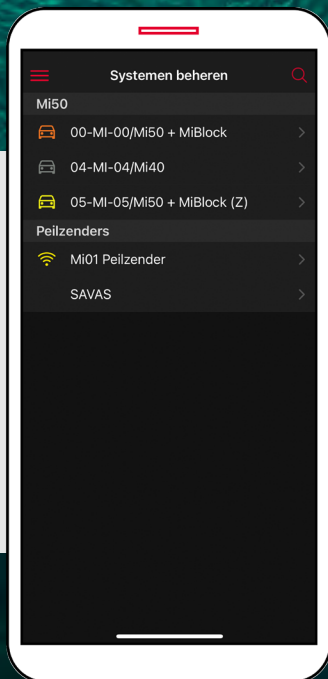 Systemen beheren
Mi50
00-MI-00/Mi50 + MiBlock
04-MI-04/Mi40
05-MI-05/Mi50 + MiBlock (Z)
Peilzenders
Mi01 Peilzender
SAVAS